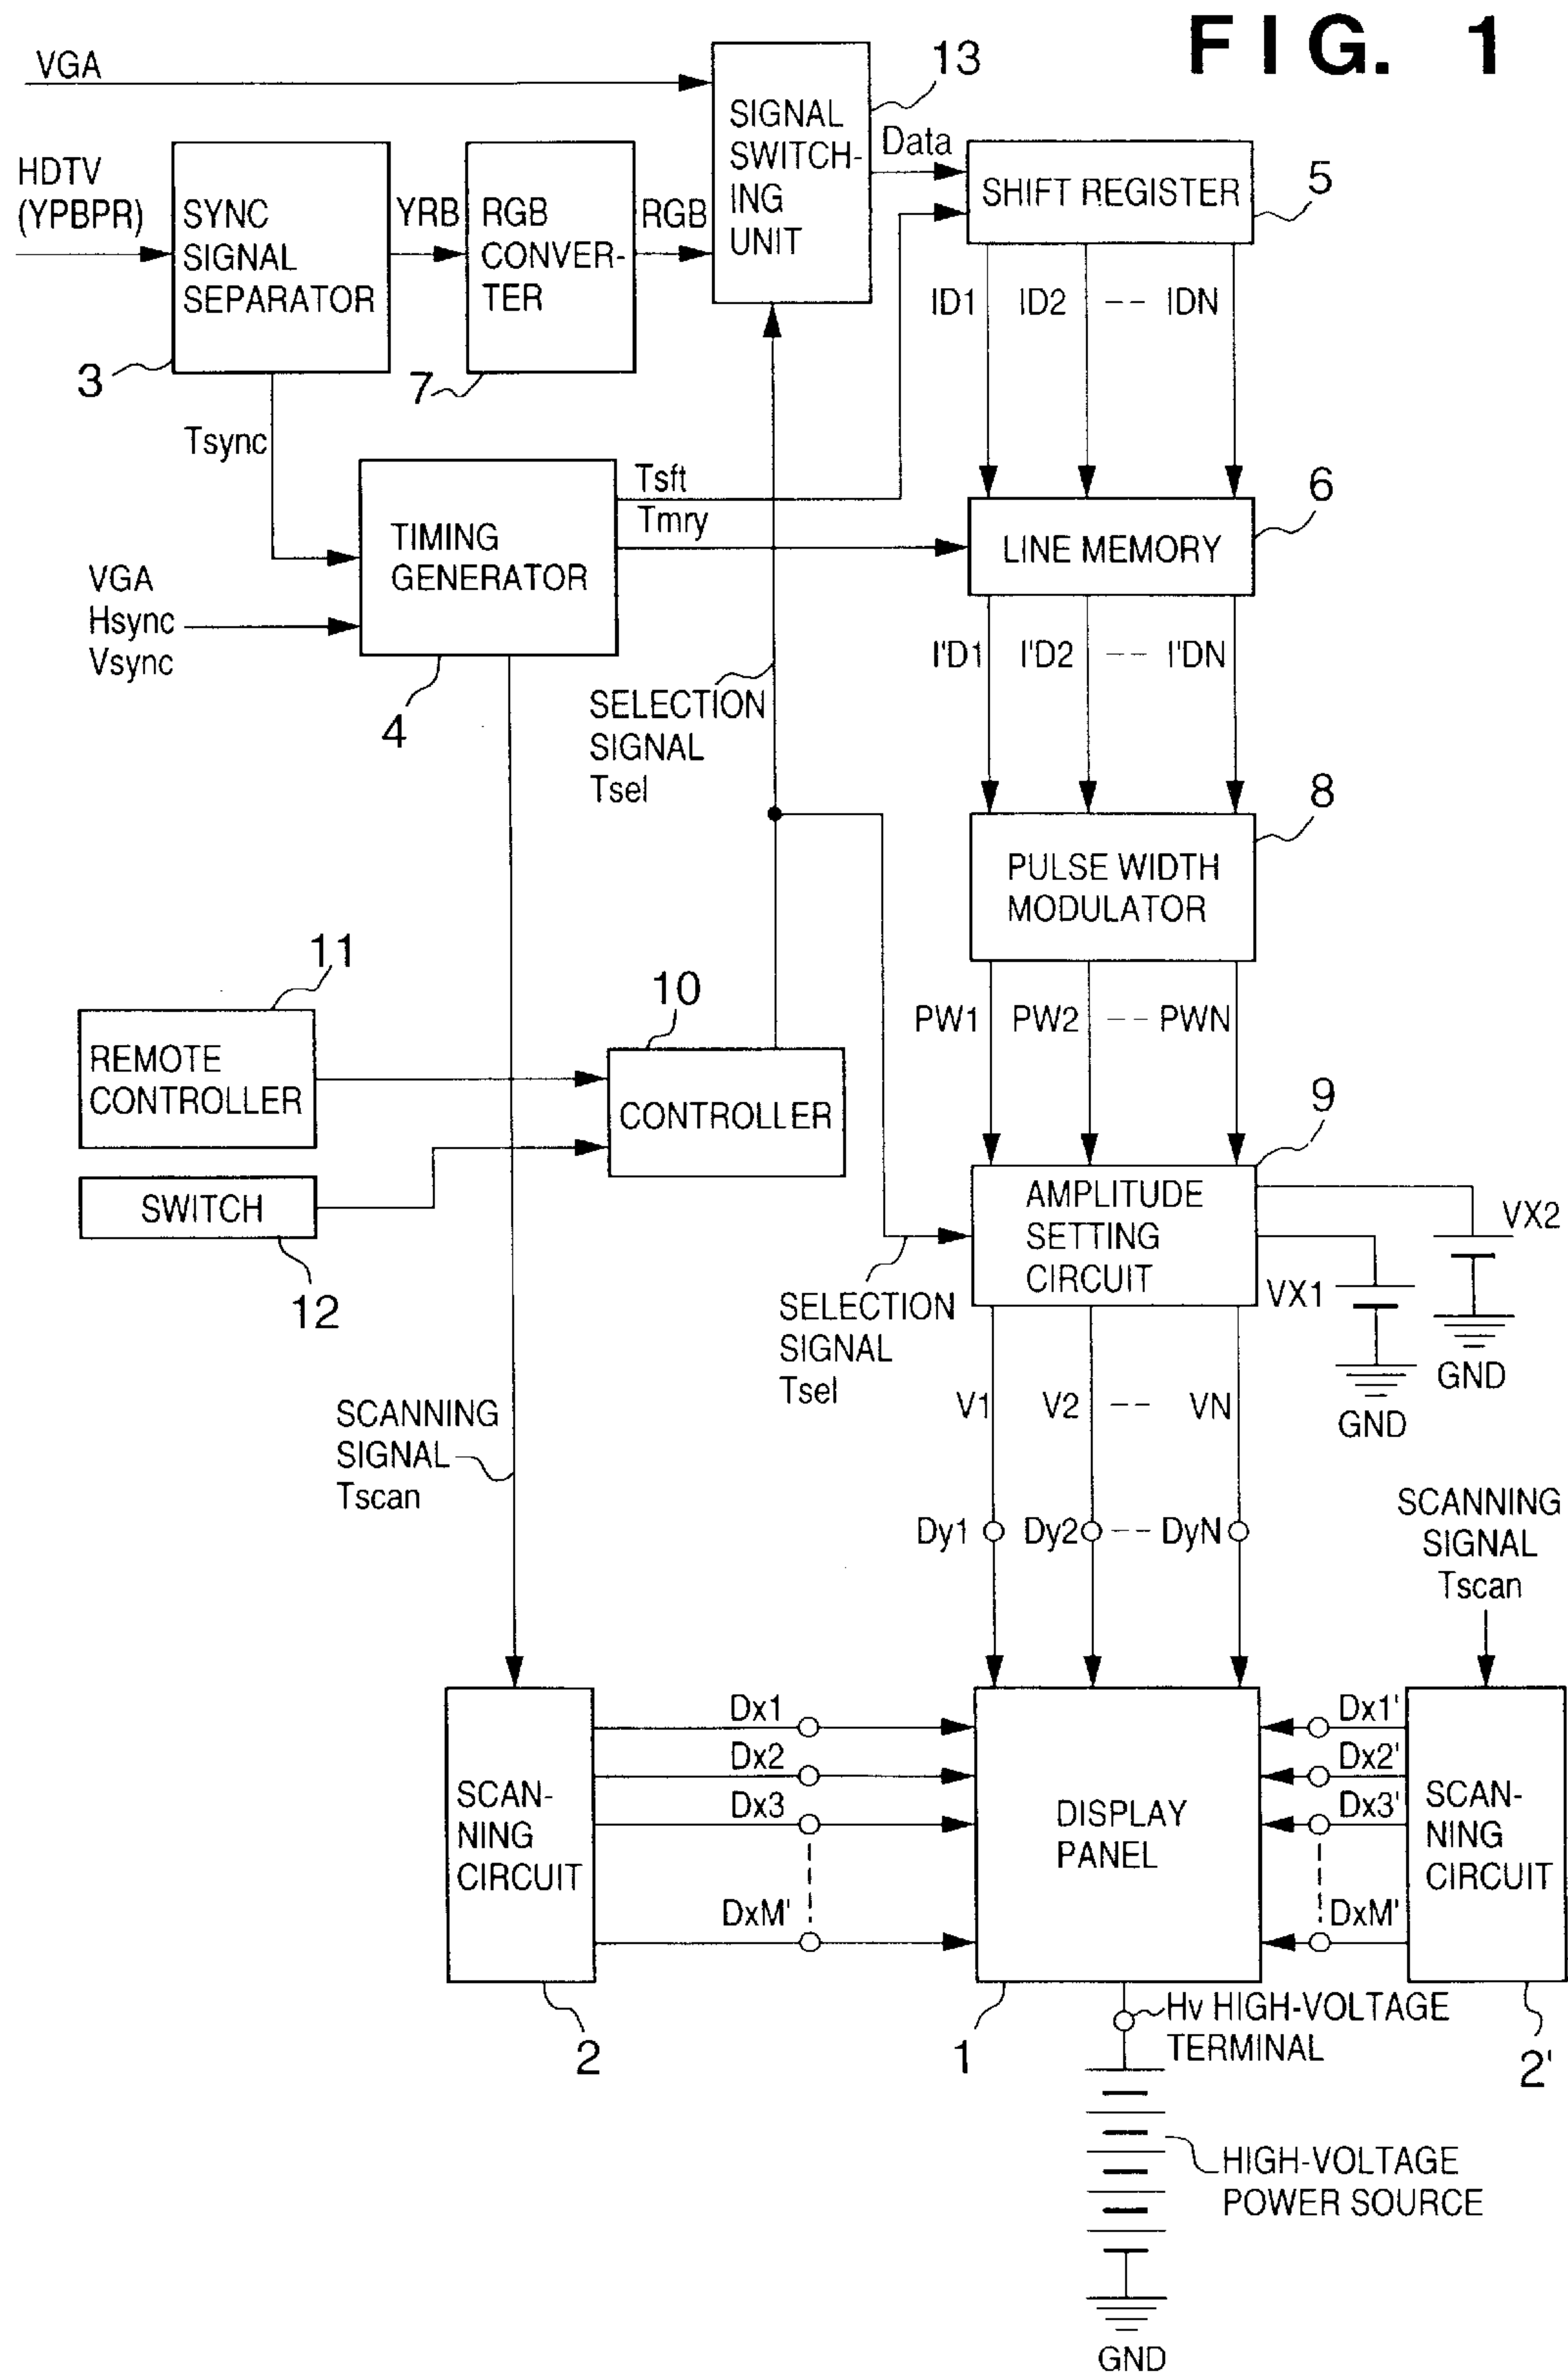 FIG. 1
VGA
13
SIGNAL
SWITCH-
ING
UNIT
Data
SHIFT REGISTER
5
HDTV
(YPBPR)
SYNC
SIGNAL
SEPARATOR
3
YRB
RGB
CONVER-
TER
7
RGB
ID1 ID2 -- IDN
Tsync
Tsft
Tmry
TIMING
GENERATOR
4
VGA
Hsync
Vsync
6
LINE MEMORY
I'D1 I'D2 -- I'DN
SELECTION
SIGNAL
Tsel
8
PULSE WIDTH
MODULATOR
PW1 PW2 -- PWN
11
REMOTE
CONTROLLER
10
CONTROLLER
SWITCH
12
9
AMPLITUDE
SETTING
CIRCUIT
VX2
VX1
GND
GND
SELECTION
SIGNAL
Tsel
V1 V2 -- VN
SCANNING
SIGNAL
Tscan
Dy1 Dy2 -- DyN
SCANNING
SIGNAL
Tscan
SCAN-
NING
CIRCUIT
2
Dx1
Dx2
Dx3
DxM'
DISPLAY
PANEL
1
Dx1'
Dx2'
Dx3'
DxM'
SCAN-
NING
CIRCUIT
2'
Hv HIGH-VOLTAGE
TERMINAL
HIGH-VOLTAGE
POWER SOURCE
GND